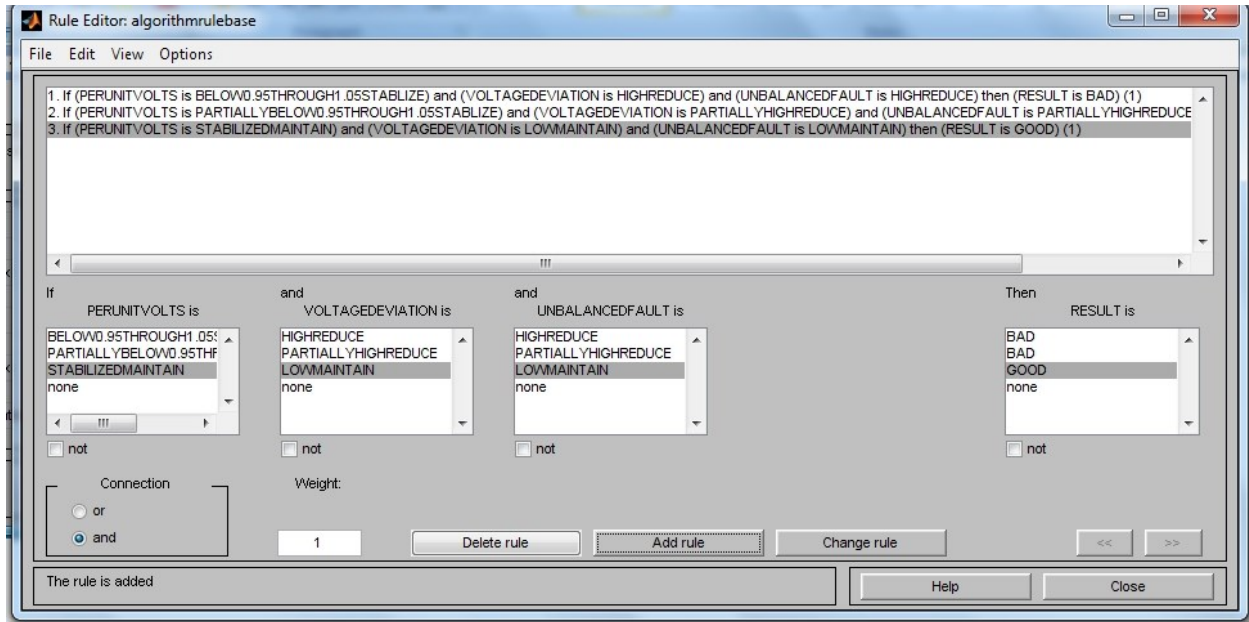 Rule Editor: algorithmrulebase
File Edit View Options
1. If (PERUNITVOLTS is BELOW0.95THROUGH1.05STABLIZE) and (VOLTAGEDEVIATION is HIGHREDUCE) and (UNBALANCEDFAULT is HIGHREDUCE) then (RESULT is BAD) (1)
2. If (PERUNITVOLTS is PARTIALLYBELOW0.95THROUGH1.05STABLIZE) and (VOLTAGEDEVIATION is PARTIALLYHIGHREDUCE) and (UNBALANCEDFAULT is PARTIALLYHIGHREDUCE
3. If (PERUNITVOLTS is STABILIZEDMAINTAIN) and (VOLTAGEDEVIATION is LOWMAINTAIN) and (UNBALANCEDFAULT is LOWMAINTAIN) then (RESULT is GOOD) (1)
If
PERUNITVOLTS is
BELOW0.95THROUGH1.05S
PARTIALLYBELOW0.95THF
STABILIZEDMAINTAIN
none
not
and
VOLTAGEDEVIATION is
HIGHREDUCE
PARTIALLYHIGHREDUCE
LOWMAINTAIN
none
not
and
UNBALANCEDFAULT is
HIGHREDUCE
PARTIALLYHIGHREDUCE
LOWMAINTAIN
none
not
Then
RESULT is
BAD
BAD
GOOD
none
not
Connection
or
and
Weight:
1
Delete rule
Add rule
Change rule
<< >>
The rule is added
Help
Close